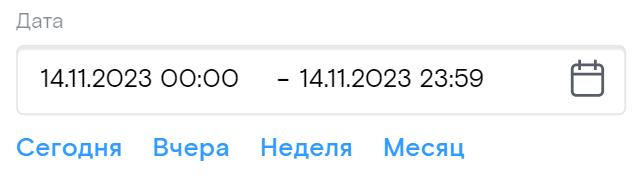 Дата
14.11.2023 00:00 – 14.11.2023 23:59
Сегодня Вчера Неделя Месяц